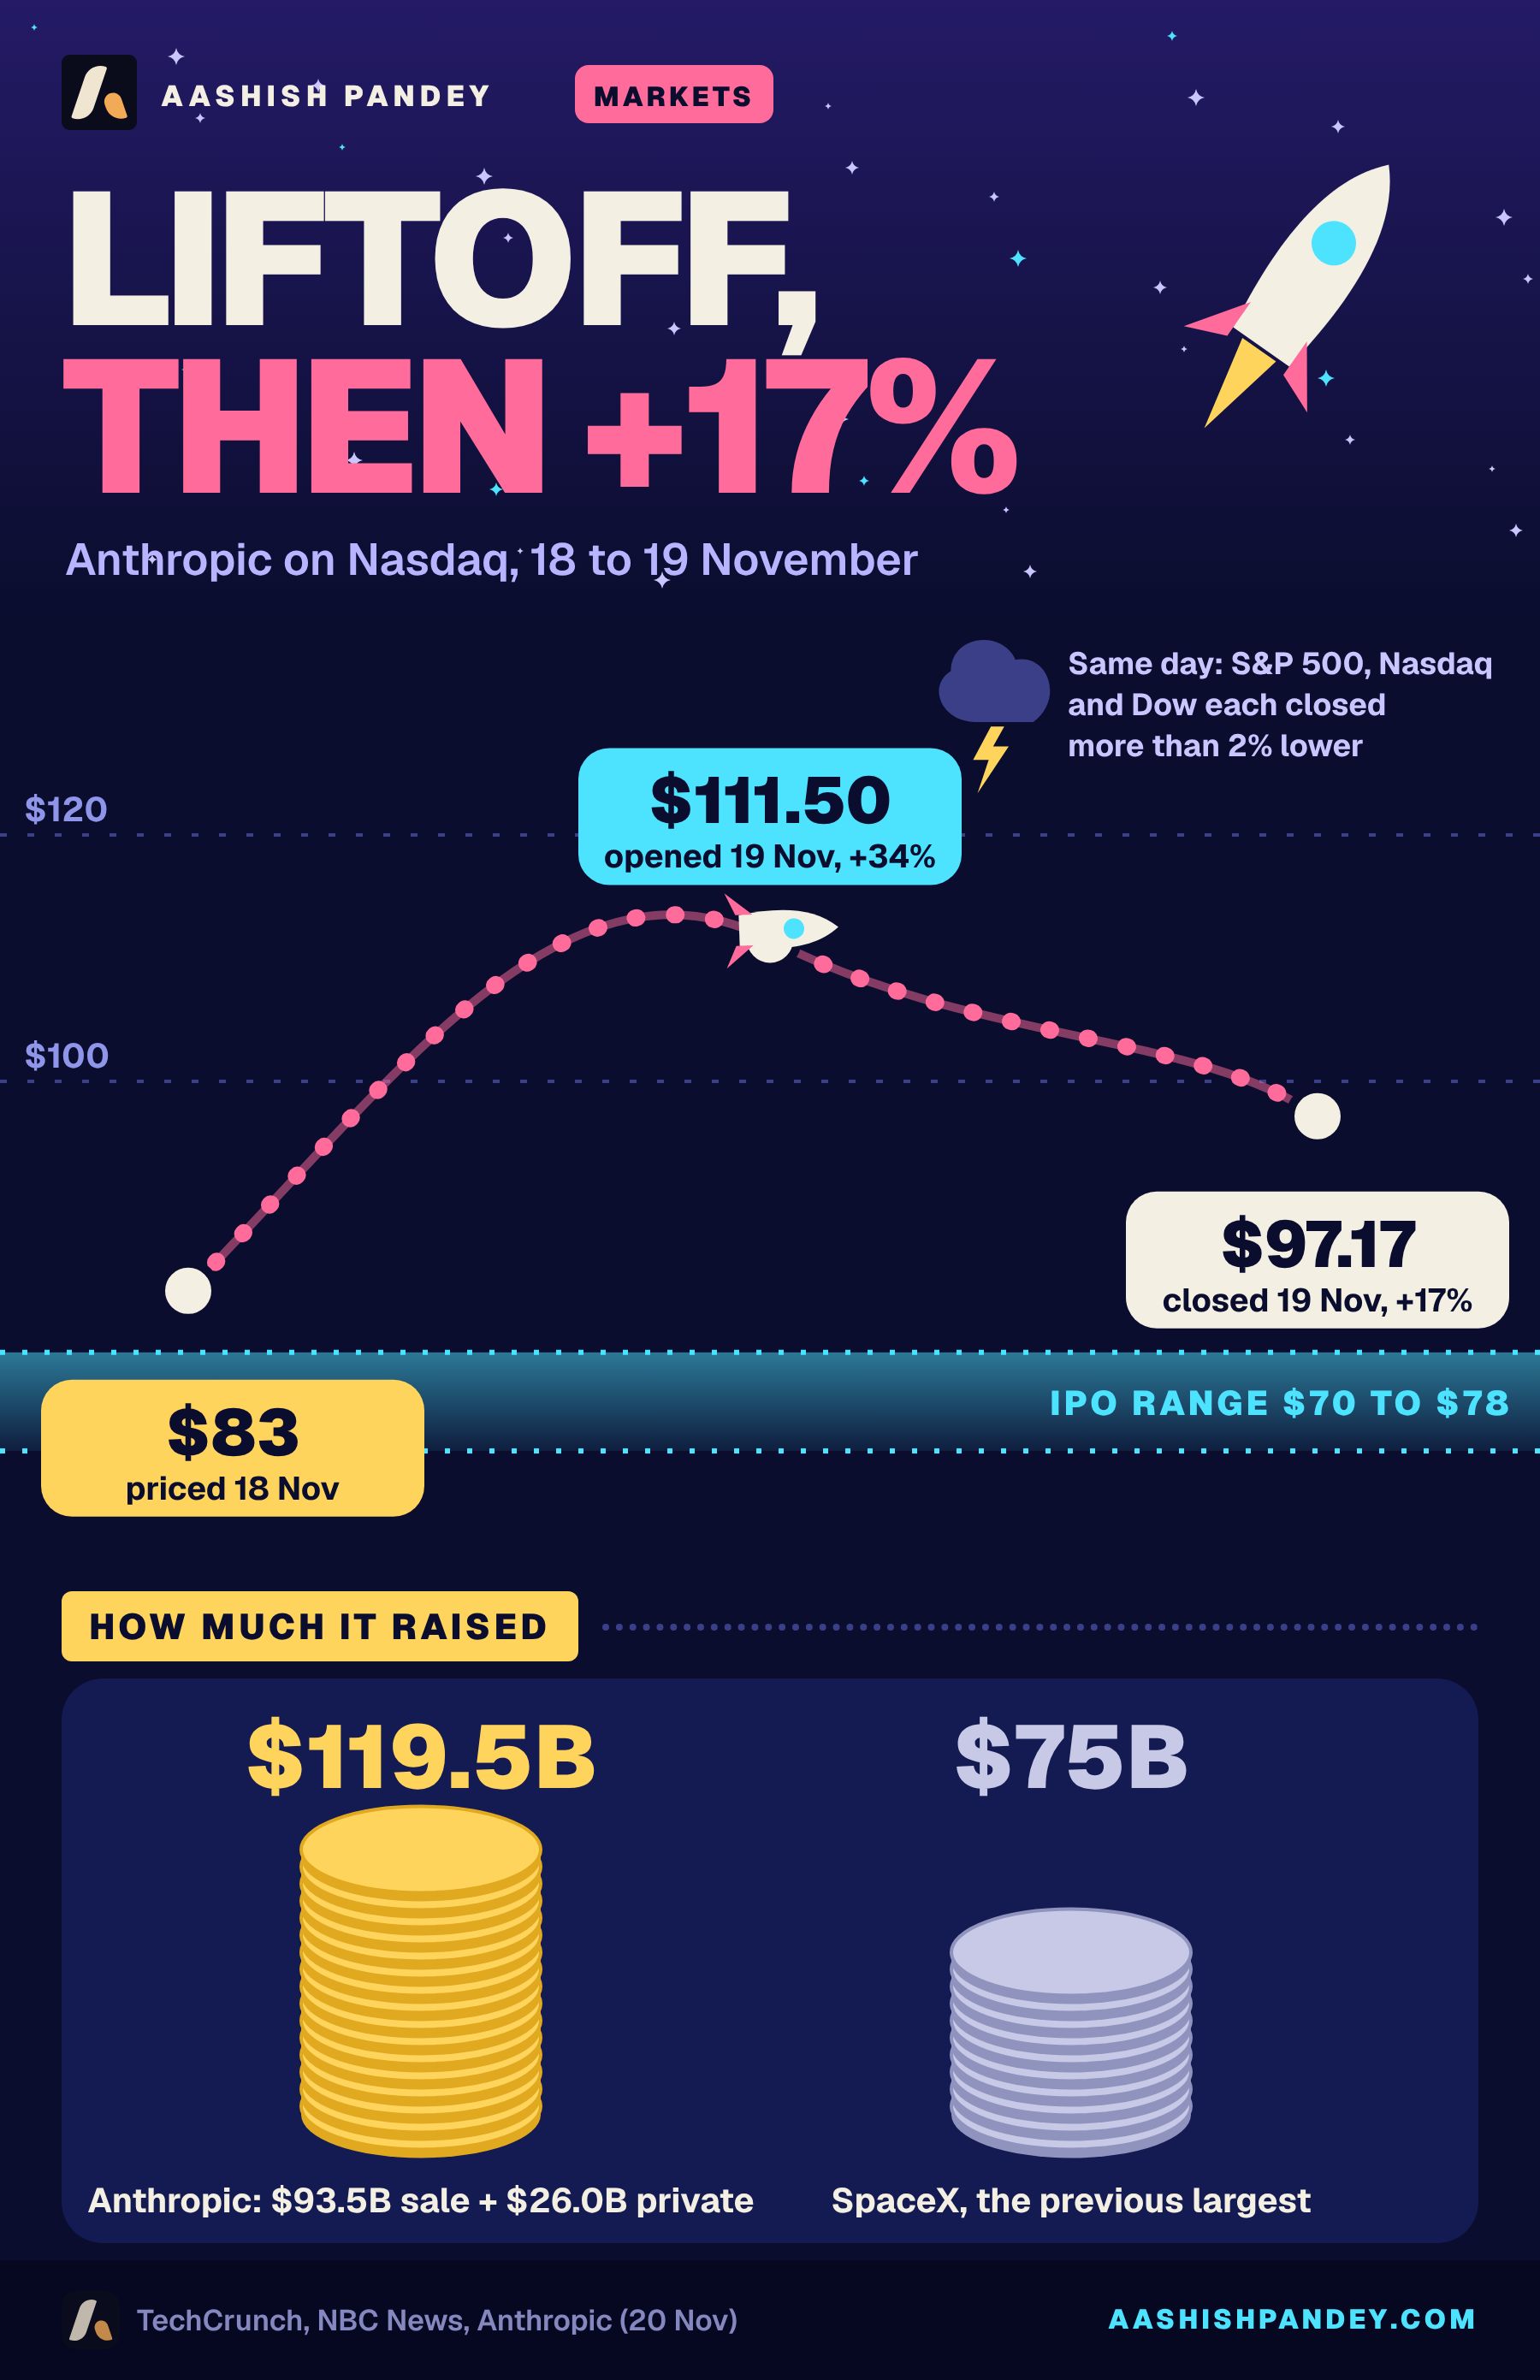 AASHISH PANDEY
MARKETS
LIFTOFF,
THEN +17%
Anthropic on Nasdaq, 18 to 19 November
Same day: S&P 500, Nasdaq
and Dow each closed
more than 2% lower
$120
$111.50
opened 19 Nov, +34%
$100
$97.17
closed 19 Nov, +17%
IPO RANGE $70 TO $78
$83
priced 18 Nov
HOW MUCH IT RAISED
$119.5B
$75B
Anthropic: $93.5B sale + $26.0B private
SpaceX, the previous largest
TechCrunch, NBC News, Anthropic (20 Nov)
AASHISHPANDEY.COM